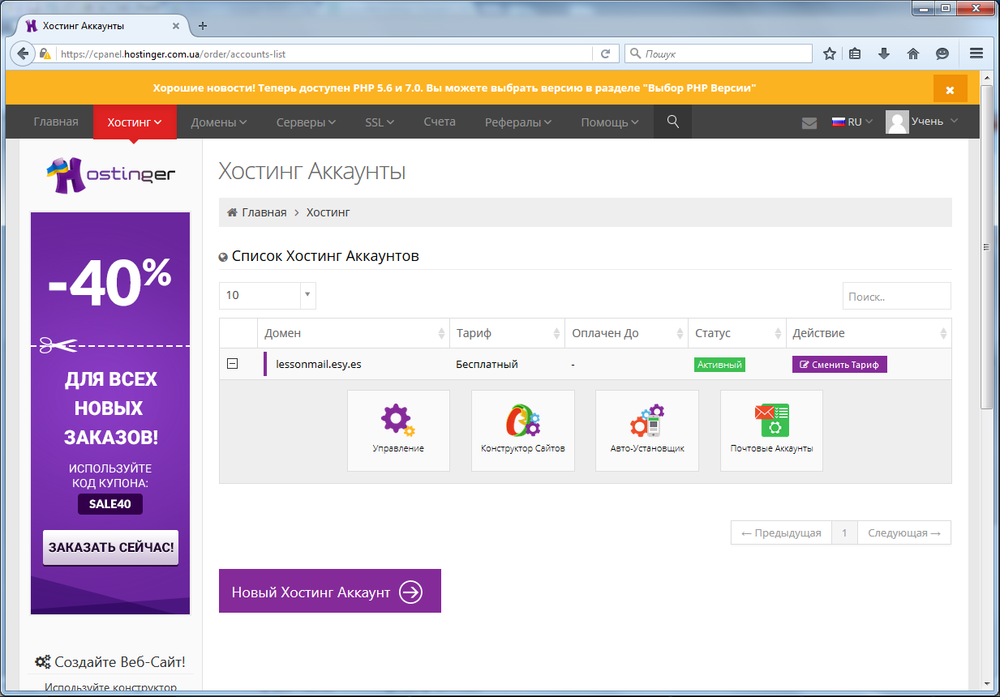 Хостинг Аккаунты
https://cpanel.hostinger.com.ua/order/accounts-list
Пошук
Хорошие новости! Теперь доступен PHP 5.6 и 7.0. Вы можете выбрать версию в разделе "Выбор PHP Версии"
Главная Хостинг Домены Серверы SSL Счета Рефералы Помощь RU Учень
Hostinger
-40%
ДЛЯ ВСЕХ
НОВЫХ
ЗАКАЗОВ!
ИСПОЛЬЗУЙТЕ
КОД КУПОНА:
SALE40
ЗАКАЗАТЬ СЕЙЧАС!
Создайте Веб-Сайт!
Используйте конструктор
Хостинг Аккаунты
Главная > Хостинг
Список Хостинг Аккаунтов
10
Поиск..
Домен Тариф Оплачен До Статус Действие
lessonmail.esy.es Бесплатный - Активный Сменить Тариф
Управление Конструктор Сайтов Авто-Установщик Почтовые Аккаунты
← Предыдущая 1 Следующая →
Новый Хостинг Аккаунт